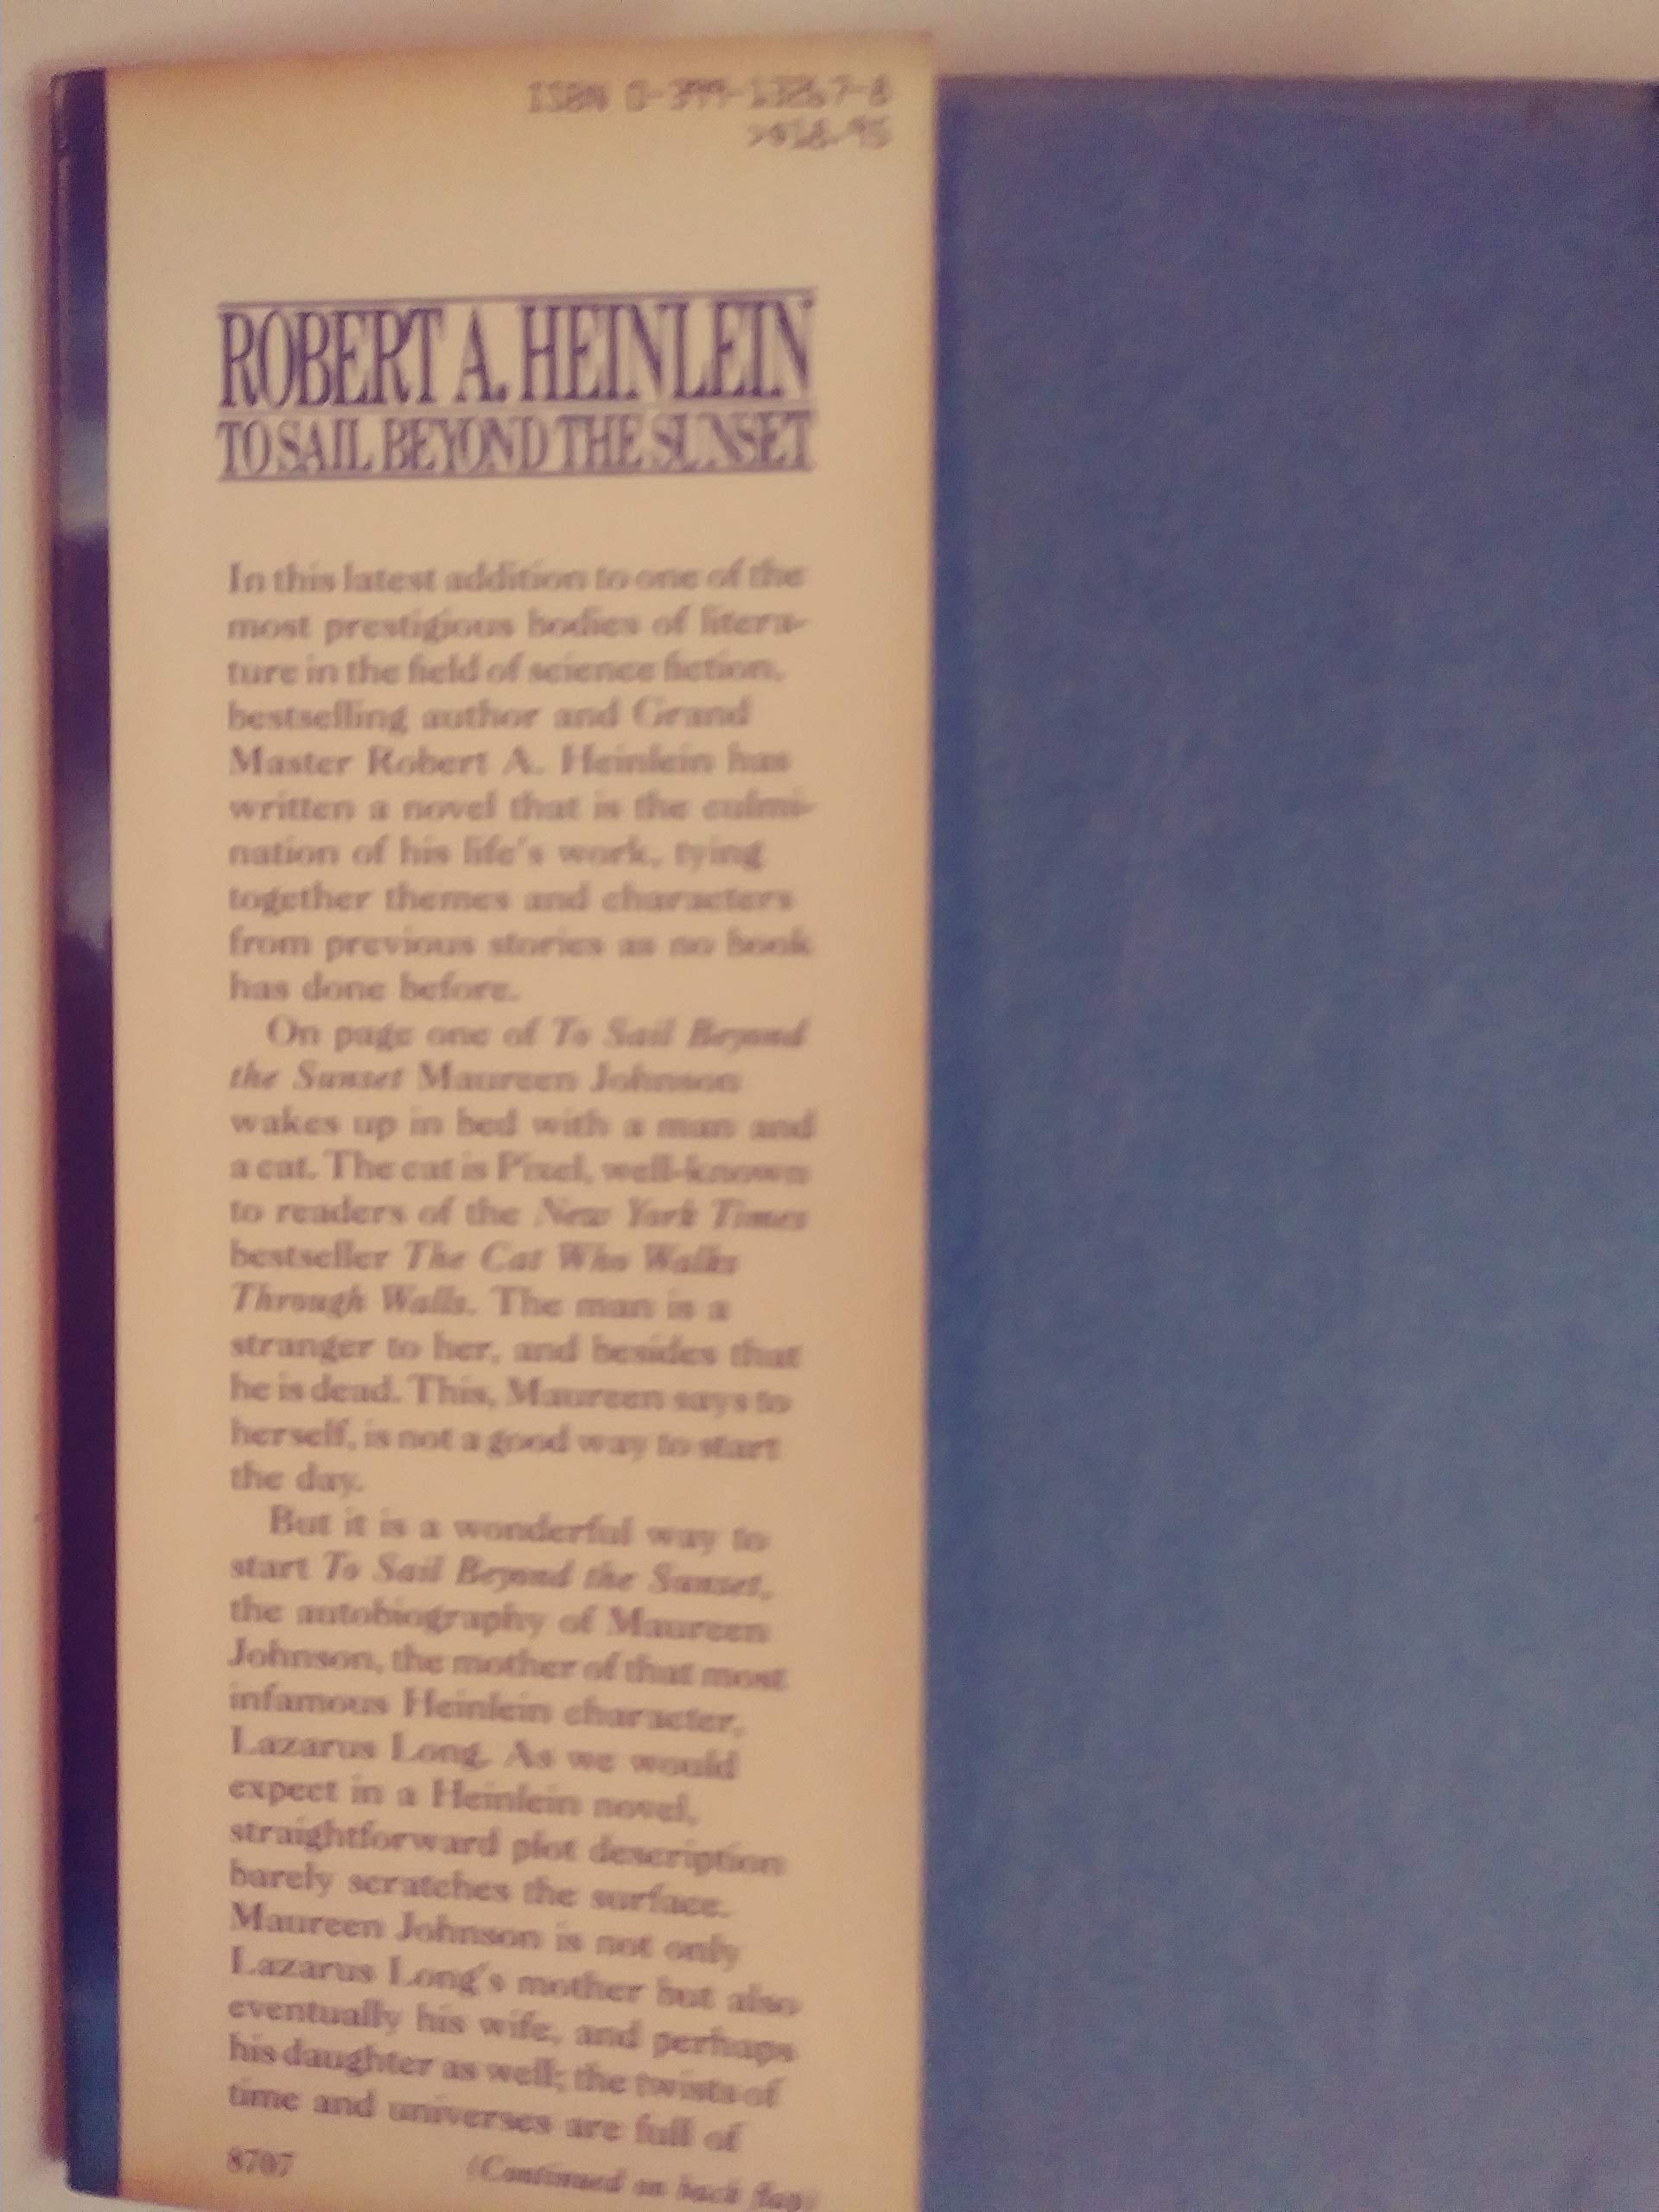 ISBN 0-399-13267-8
>$18.95
ROBERT A. HEINLEIN
TO SAIL BEYOND THE SUNSET
In this latest addition to one of the
most prestigious bodies of litera-
ture in the field of science fiction,
bestselling author and Grand
Master Robert A. Heinlein has
written a novel that is the culmi-
nation of his life's work, tying
together themes and characters
from previous stories as no book
has done before.
On page one of To Sail Beyond
the Sunset Maureen Johnson
wakes up in bed with a man and
a cat. The cat is Pixel, well-known
to readers of the New York Times
bestseller The Cat Who Walks
Through Walls. The man is a
stranger to her, and besides that
he is dead. This, Maureen says to
herself, is not a good way to start
the day.
But it is a wonderful way to
start To Sail Beyond the Sunset,
the autobiography of Maureen
Johnson, the mother of that most
infamous Heinlein character,
Lazarus Long. As we would
expect in a Heinlein novel,
straightforward plot description
barely scratches the surface.
Maureen Johnson is not only
Lazarus Long's mother but also
eventually his wife, and perhaps
his daughter as well; the twists of
time and universes are full of
8707
(Continued on back flap)